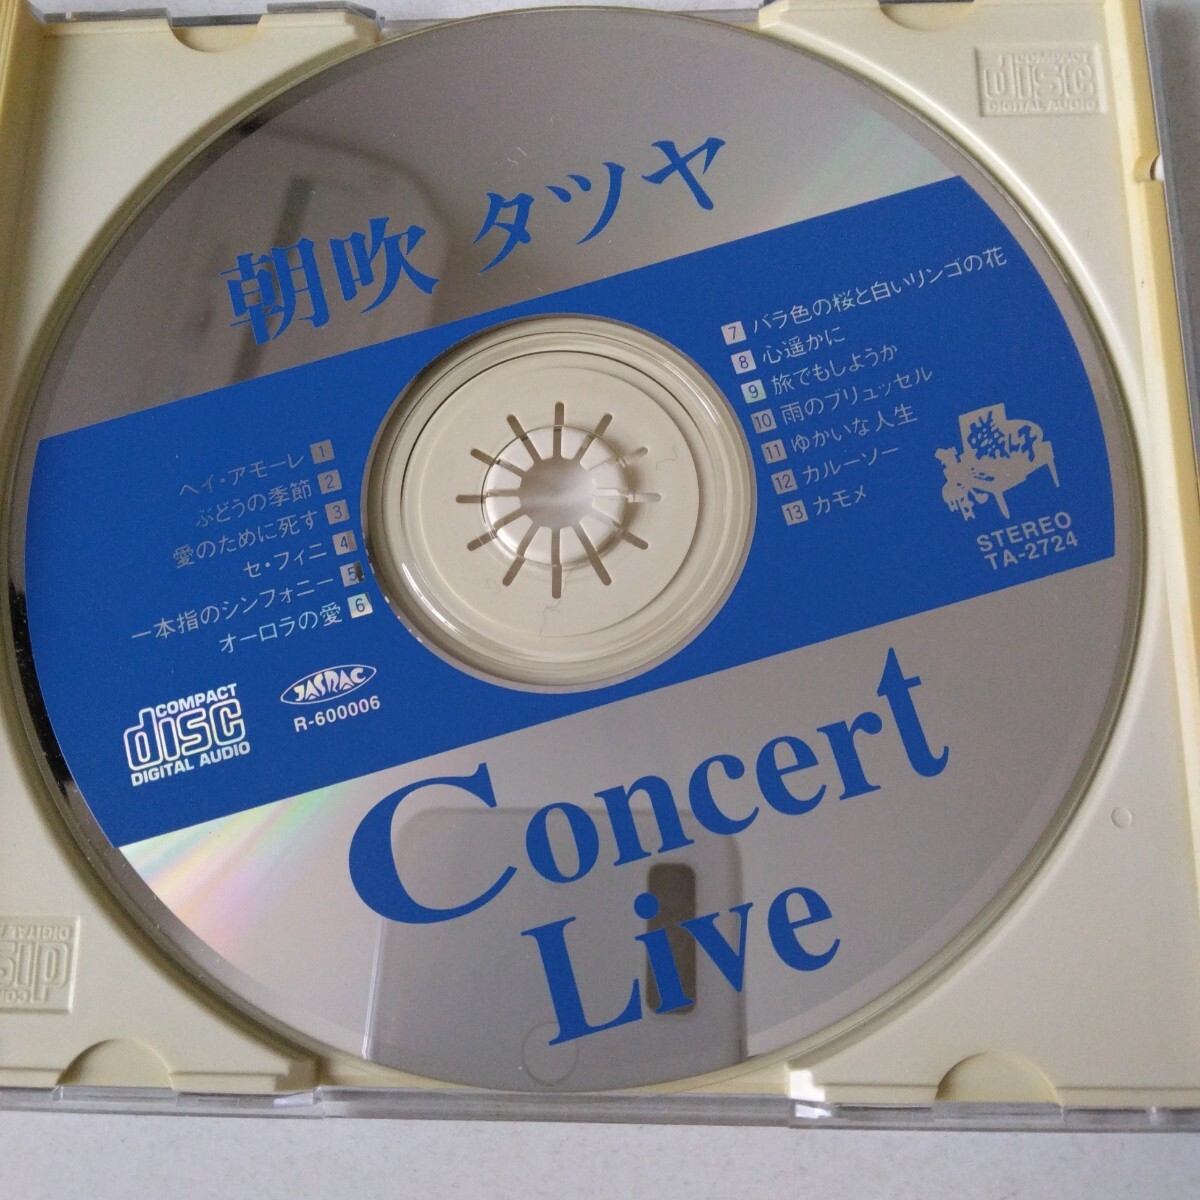 朝吹 タツヤ
ヘイ・アモーレ 1
ぶどうの季節 2
愛のために死す 3
セ・フィニ 4
一本指のシンフォニー 5
オーロラの愛 6
7 バラ色の桜と白いリンゴの花
8 心遥かに
9 旅でもしようか
10 雨のブリュッセル
11 ゆかいな人生
12 カルーソー
13 カモメ
STEREO
TA-2724
COMPACT
disc
DIGITAL AUDIO
JASRAC
R-600006
Concert
Live
COMPACT
disc
DIGITAL AUDIO